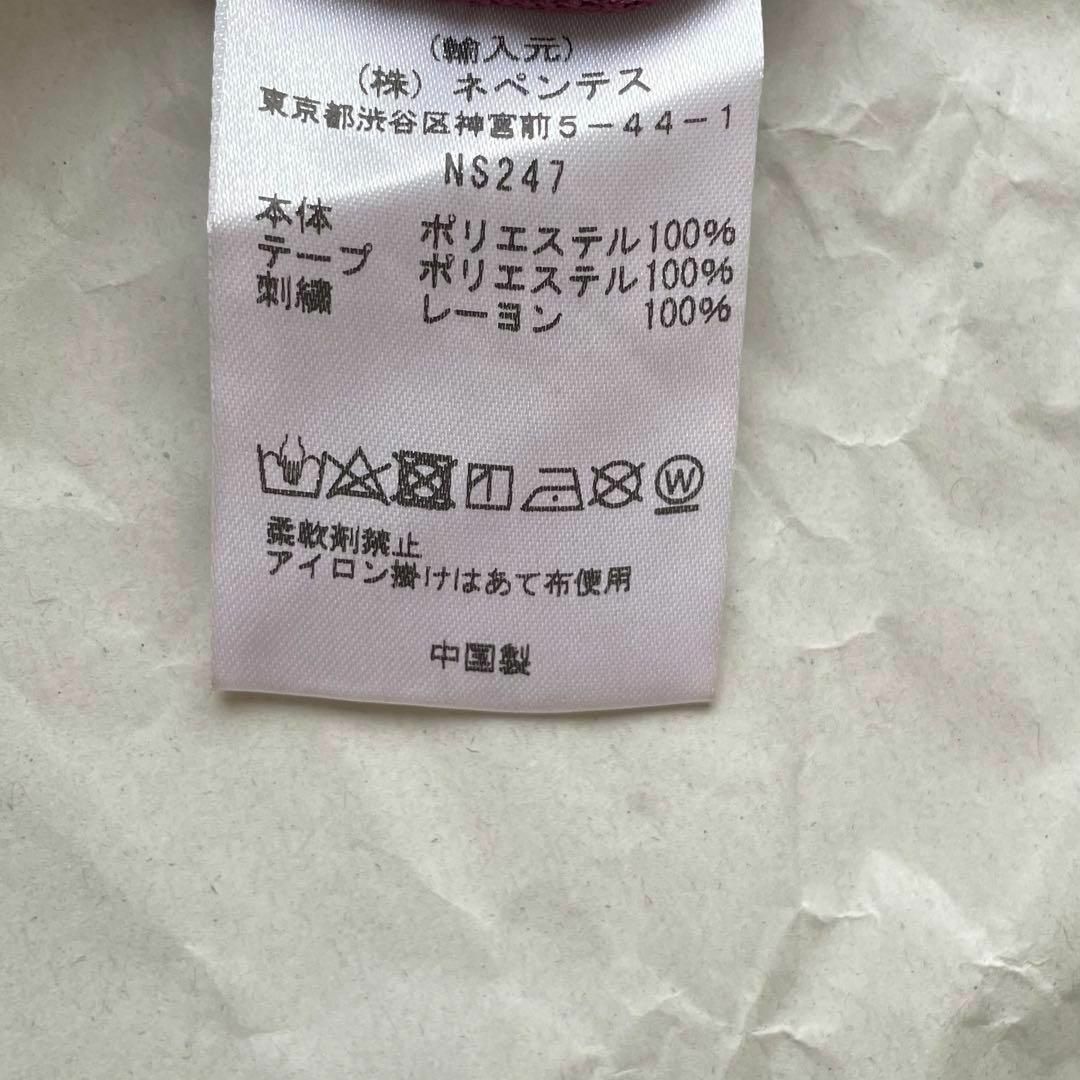 (輸入元)
(株) ネペンテス
東京都渋谷区神宮前5-44-1
NS247
本体 ポリエステル100%
テープ ポリエステル100%
刺繍 レーヨン 100%
W
柔軟剤禁止
アイロン掛けはあて布使用
中国製